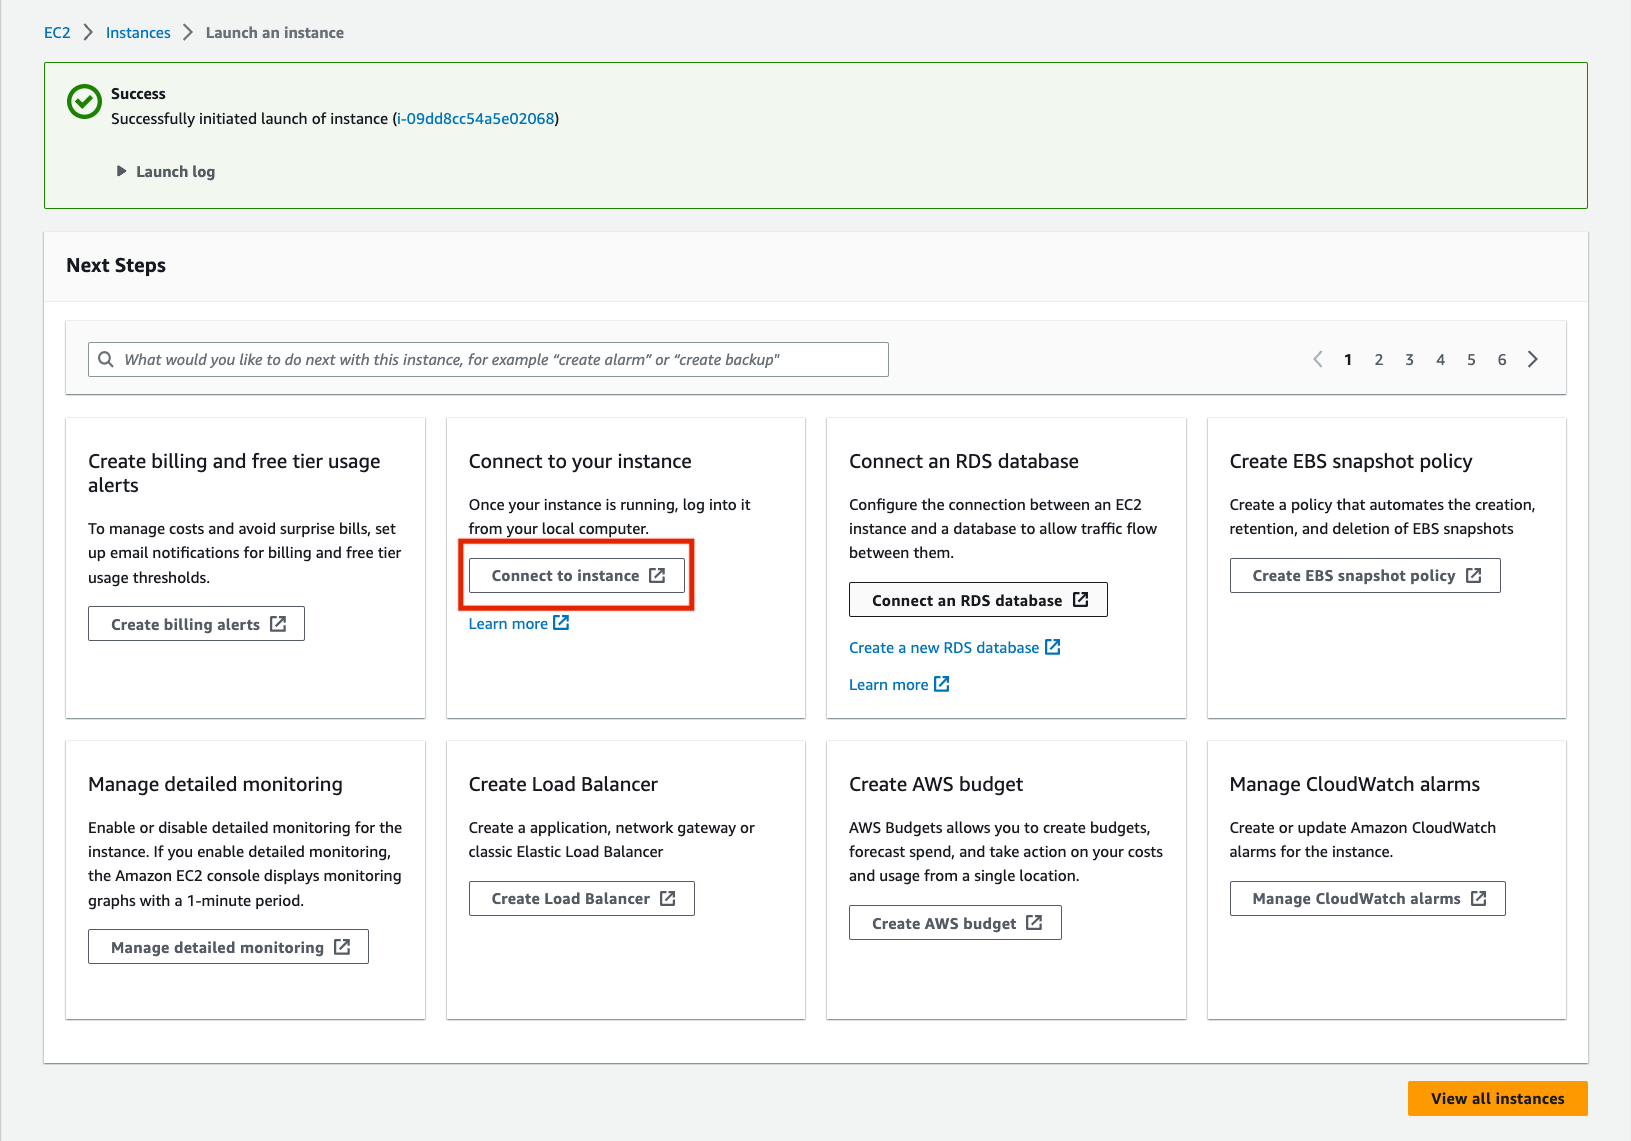 EC2 Instances Launch an instance
Success
Successfully initiated launch of instance (i-09dd8cc54a5e02068)
Launch log
Next Steps
What would you like to do next with this instance, for example “create alarm” or “create backup"
1 2 3 4 5 6
Create billing and free tier usage
alerts
To manage costs and avoid surprise bills, set
up email notifications for billing and free tier
usage thresholds.
Create billing alerts
Connect to your instance
Once your instance is running, log into it
from your local computer.
Connect to instance
Learn more
Connect an RDS database
Configure the connection between an EC2
instance and a database to allow traffic flow
between them.
Connect an RDS database
Create a new RDS database
Learn more
Create EBS snapshot policy
Create a policy that automates the creation,
retention, and deletion of EBS snapshots
Create EBS snapshot policy
Manage detailed monitoring
Enable or disable detailed monitoring for the
instance. If you enable detailed monitoring,
the Amazon EC2 console displays monitoring
graphs with a 1-minute period.
Manage detailed monitoring
Create Load Balancer
Create a application, network gateway or
classic Elastic Load Balancer
Create Load Balancer
Create AWS budget
AWS Budgets allows you to create budgets,
forecast spend, and take action on your costs
and usage from a single location.
Create AWS budget
Manage CloudWatch alarms
Create or update Amazon CloudWatch
alarms for the instance.
Manage CloudWatch alarms
View all instances